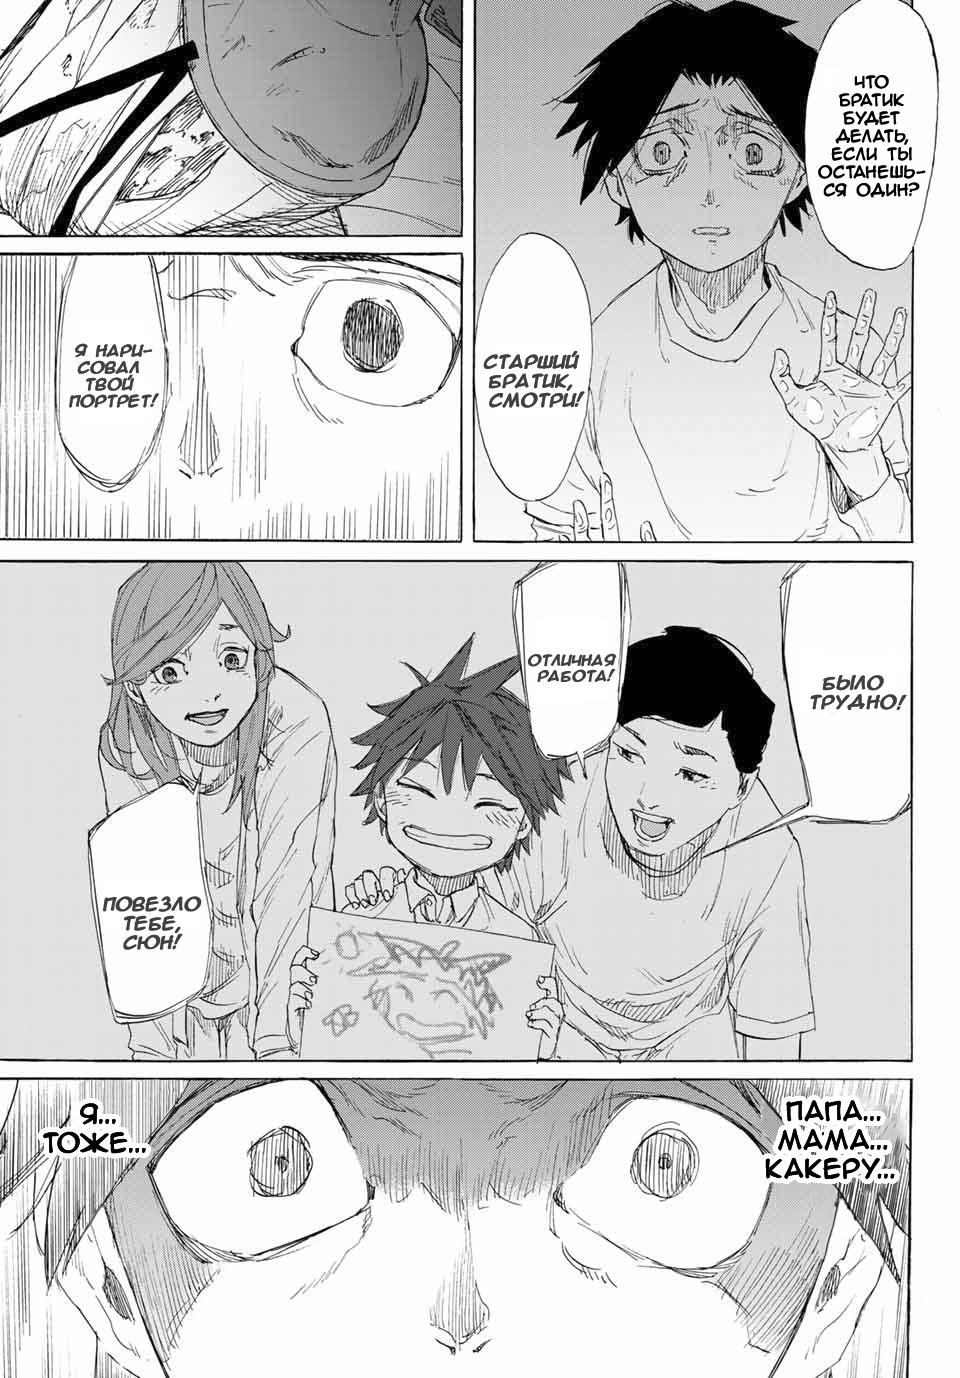 ЧТО
БРАТИК
БУДЕТ
ДЕЛАТЬ,
ЕСЛИ ТЫ
ОСТАНЕШЬ-
СЯ ОДИН?
СТАРШИЙ
БРАТИК,
СМОТРИ!
Я НАРИ-
СОВАЛ
ТВОЙ
ПОРТРЕТ!
БЫЛО
ТРУДНО!
ОТЛИЧНАЯ
РАБОТА!
ПОВЕЗЛО
ТЕБЕ,
СЮН!
ПАПА...
МАМА...
КАКЕРУ...
Я...
ТОЖЕ...